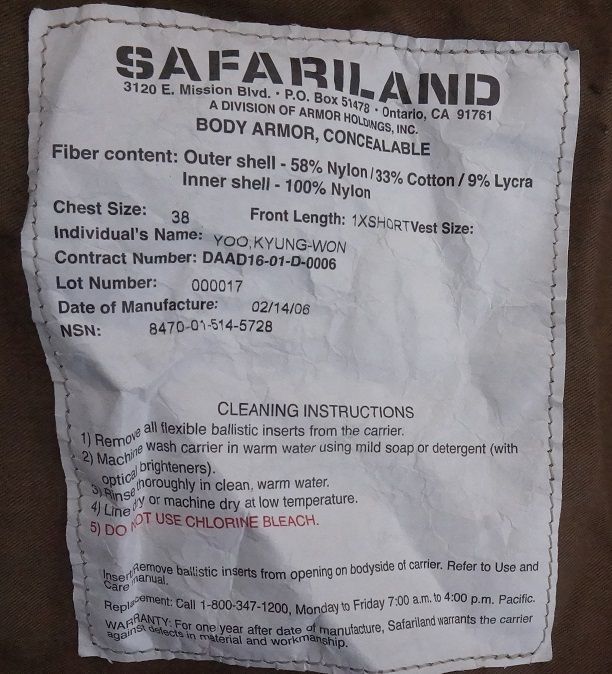 SAFARILAND
3120 E. Mission Blvd. • P.O. Box 51478 • Ontario, CA 91761
A DIVISION OF ARMOR HOLDINGS, INC.
BODY ARMOR, CONCEALABLE
Fiber content: Outer shell - 58% Nylon / 33% Cotton / 9% Lycra
Inner shell - 100% Nylon
Chest Size: 38 Front Length: 1XSHORT Vest Size:
Individual's Name: YOO, KYUNG-WON
Contract Number: DAAD16-01-D-0006
Lot Number: 000017
Date of Manufacture: 02/14/06
NSN: 8470-01-514-5728
CLEANING INSTRUCTIONS
1) Remove all flexible ballistic inserts from the carrier.
2) Machine wash carrier in warm water using mild soap or detergent (with
optical brighteners).
3) Rinse thoroughly in clean, warm water.
4) Line dry or machine dry at low temperature.
5) DO NOT USE CHLORINE BLEACH.
Insert: Remove ballistic inserts from opening on bodyside of carrier. Refer to Use and
Care manual.
Replacement: Call 1-800-347-1200, Monday to Friday 7:00 a.m. to 4:00 p.m. Pacific.
WARRANTY: For one year after date of manufacture, Safariland warrants the carrier
against defects in material and workmanship.